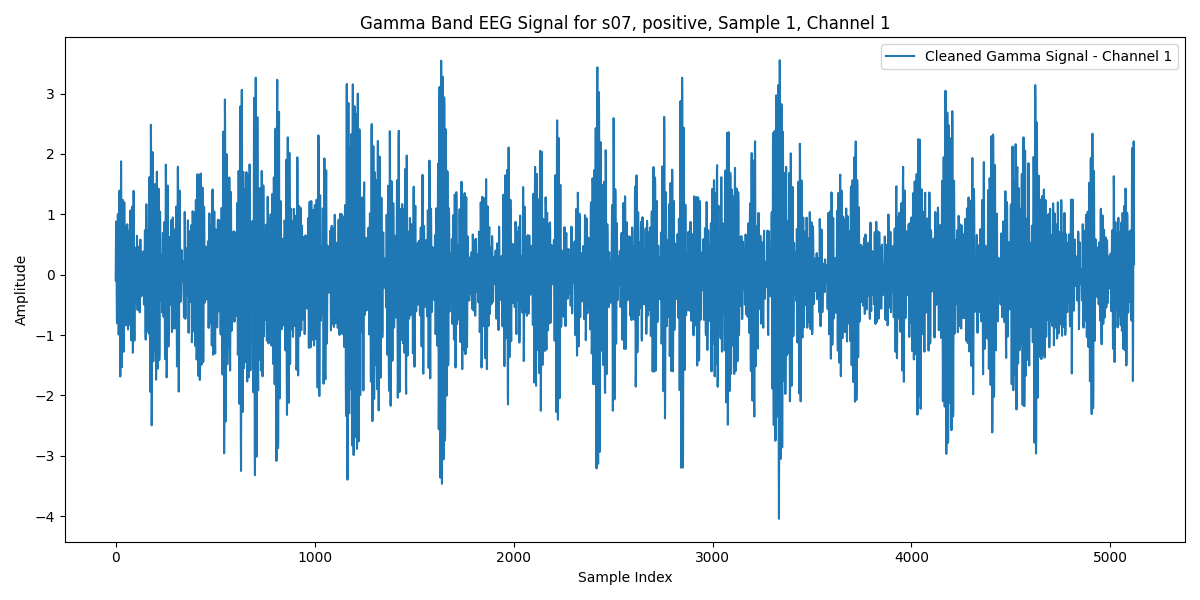 Gamma Band EEG Signal for s07, positive, Sample 1, Channel 1
Cleaned Gamma Signal - Channel 1
Amplitude
3
2
1
0
−1
−2
−3
−4
0 1000 2000 3000 4000 5000
Sample Index